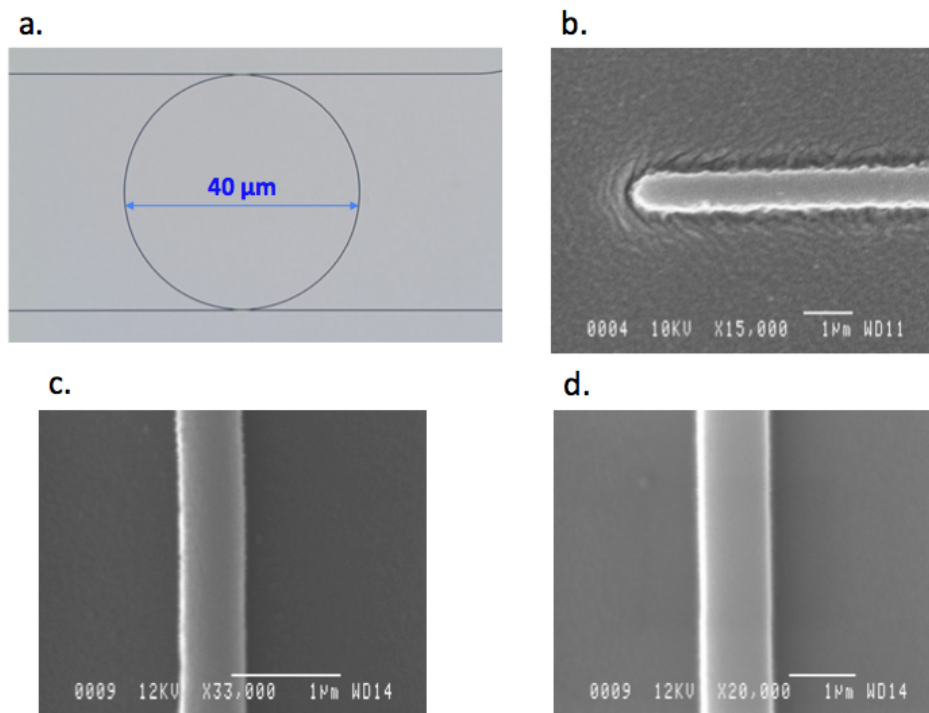 a.
b.
40 µm
0004 10KV X15,000 1µm WD11
c.
d.
0009 12KV X33,000 1µm WD14
0009 12KV X20,000 1µm WD14